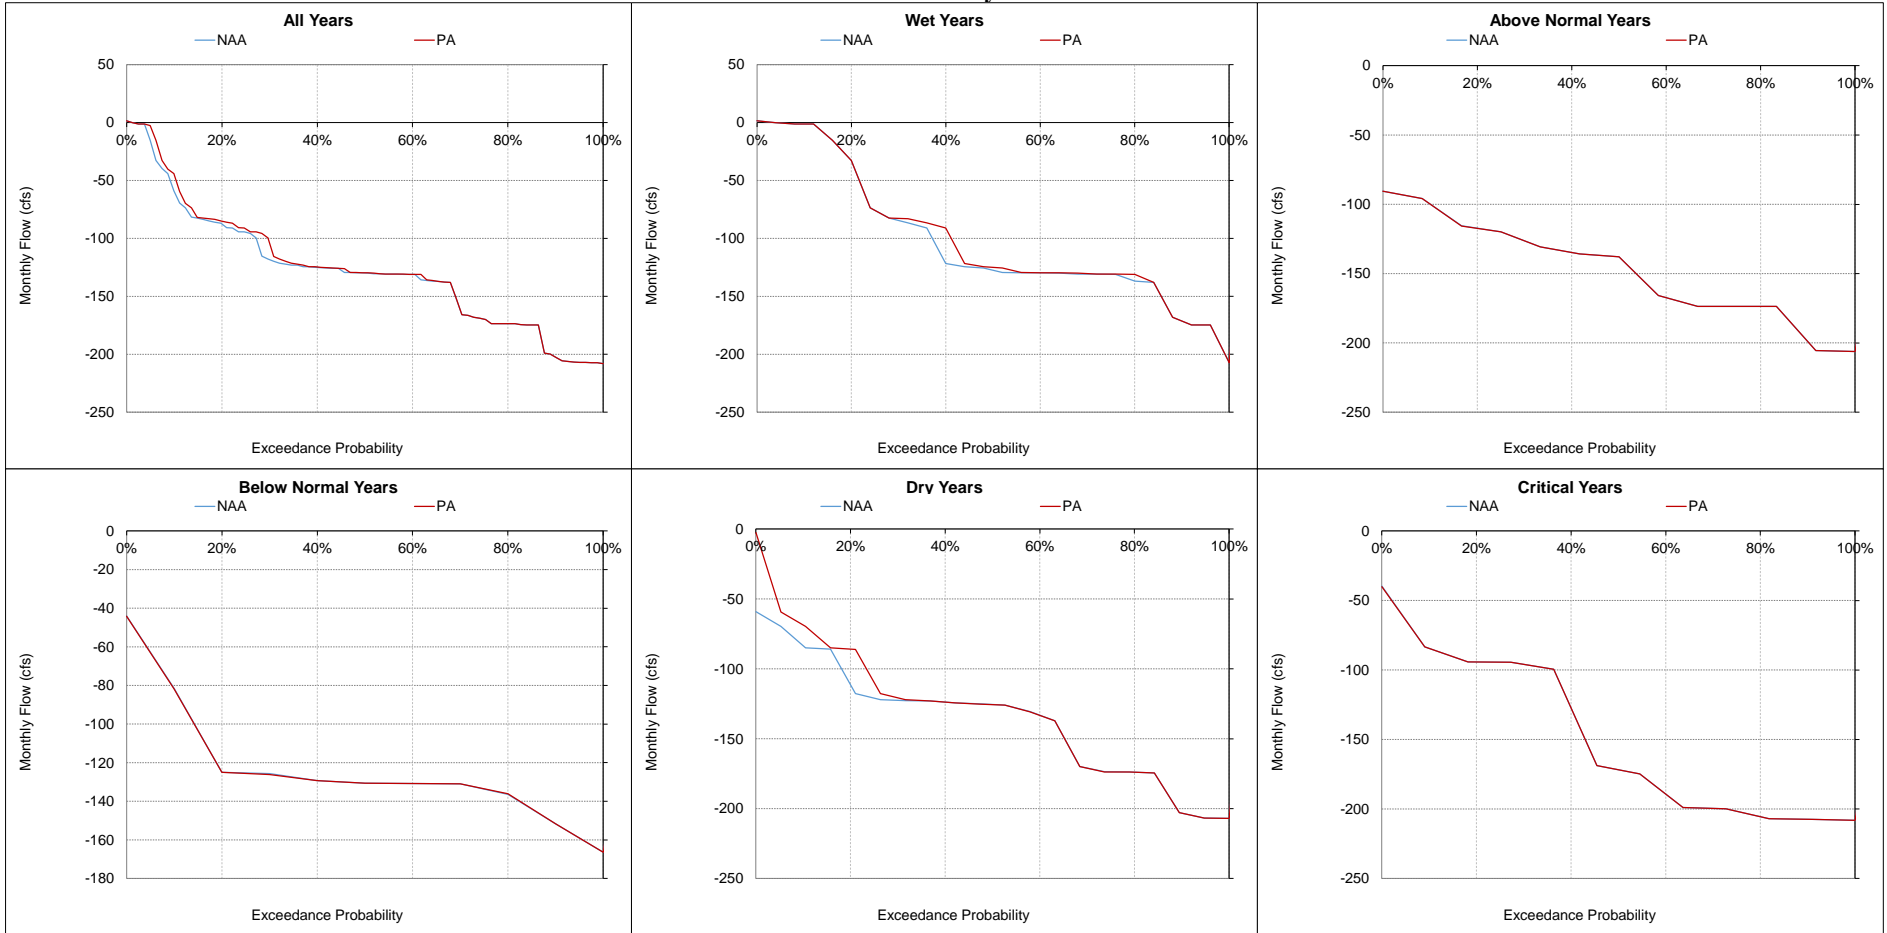 All Years
NAA PA
50
0
-50
-100
-150
-200
-250
0% 20% 40% 60% 80% 100%
Monthly Flow (cfs)
Exceedance Probability
Wet Years
NAA PA
50
0
-50
-100
-150
-200
-250
0% 20% 40% 60% 80% 100%
Monthly Flow (cfs)
Exceedance Probability
Above Normal Years
NAA PA
0
-50
-100
-150
-200
-250
0% 20% 40% 60% 80% 100%
Monthly Flow (cfs)
Exceedance Probability
Below Normal Years
NAA PA
0
-20
-40
-60
-80
-100
-120
-140
-160
-180
0% 20% 40% 60% 80% 100%
Monthly Flow (cfs)
Exceedance Probability
Dry Years
NAA PA
0
-50
-100
-150
-200
-250
0% 20% 40% 60% 80% 100%
Monthly Flow (cfs)
Exceedance Probability
Critical Years
NAA PA
0
-50
-100
-150
-200
-250
0% 20% 40% 60% 80% 100%
Monthly Flow (cfs)
Exceedance Probability